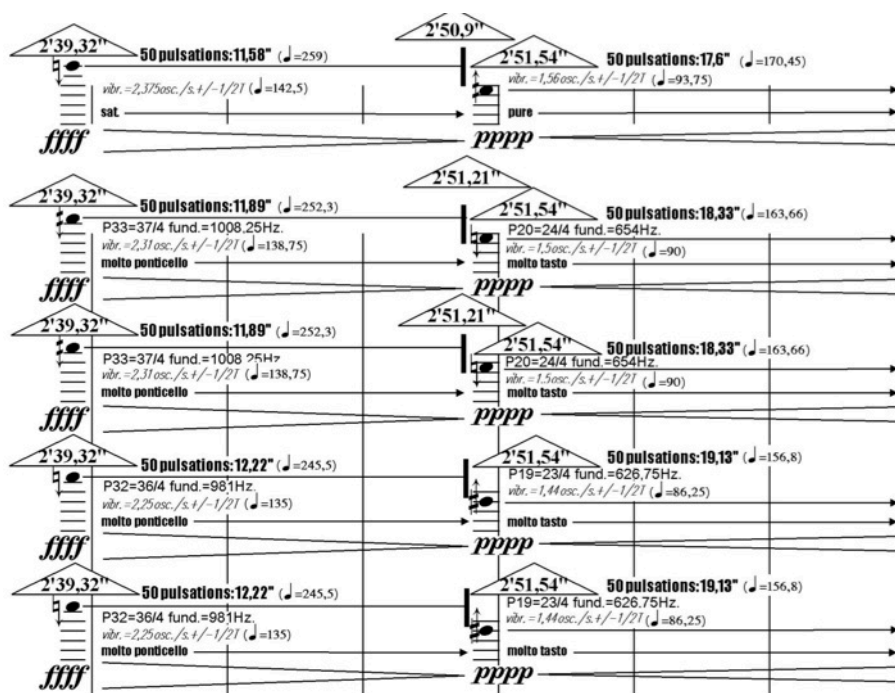 2'50,9"
2'39,32" 50 pulsations:11,58" (♩=259) 2'51,54" 50 pulsations:17,6" (♩=170,45)
vibr.=2,375osc./s.+/-1/2T (♩=142,5) vibr.=1,56osc./s.+/-1/2T (♩=93,75)
sat. pure
ffff pppp
2'51,21"
2'39,32" 50 pulsations:11,89" (♩=252,3) 2'51,54" 50 pulsations:18,33" (♩=163,66)
P33=37/4 fund.=1008,25Hz. P20=24/4 fund.=654Hz.
vibr.=2,31osc./s.+/-1/2T (♩=138,75) vibr.=1,5osc./s.+/-1/2T (♩=90)
molto ponticello molto tasto
ffff pppp
2'51,21"
2'39,32" 50 pulsations:11,89" (♩=252,3) 2'51,54" 50 pulsations:18,33" (♩=163,66)
P33=37/4 fund.=1008,25Hz. P20=24/4 fund.=654Hz.
vibr.=2,31osc./s.+/-1/2T (♩=138,75) vibr.=1.5osc./s.+/-1/2T (♩=90)
molto ponticello molto tasto
ffff pppp
2'39,32" 50 pulsations:12,22" (♩=245,5) 2'51,54" 50 pulsations:19,13" (♩=156,8)
P32=36/4 fund.=981Hz. P19=23/4 fund.=626,75Hz.
vibr.=2,25osc./s.+/-1/2T (♩=135) vibr.=1,44osc./s.+/-1/2T (♩=86,25)
molto ponticello molto tasto
ffff pppp
2'39,32" 50 pulsations:12,22" (♩=245,5) 2'51,54" 50 pulsations:19,13" (♩=156,8)
P32=36/4 fund.=981Hz. P19=23/4 fund.=626,75Hz.
vibr.=2,25osc./s.+/-1/2T (♩=135) vibr.=1,44osc./s.+/-1/2T (♩=86,25)
molto ponticello molto tasto
ffff pppp